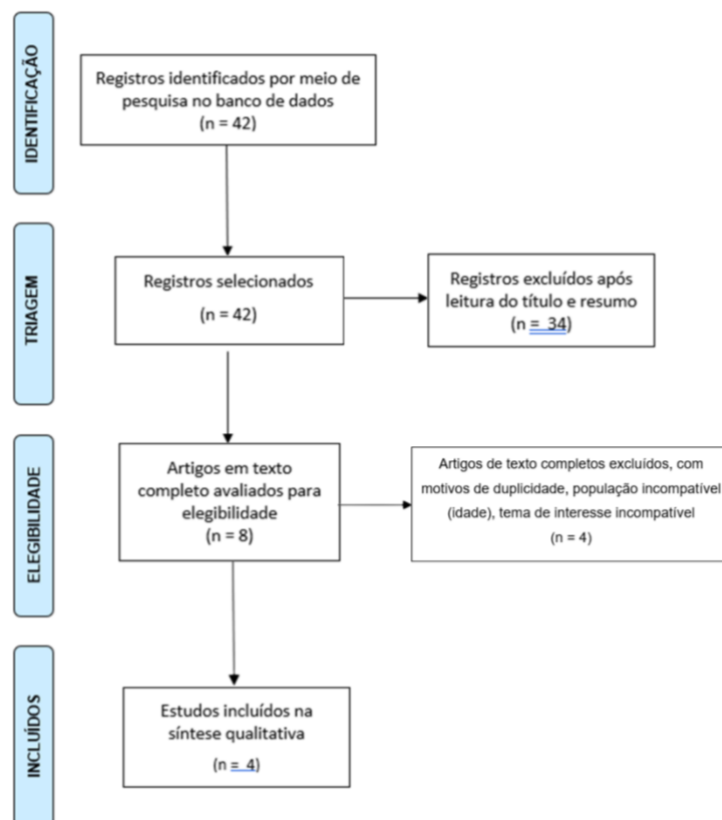 IDENTIFICAÇÃO
Registros identificados por meio de
pesquisa no banco de dados
(n = 42)
TRIAGEM
Registros selecionados
(n = 42)
Registros excluídos após
leitura do título e resumo
(n = 34)
ELEGIBILIDADE
Artigos em texto
completo avaliados para
elegibilidade
(n = 8)
Artigos de texto completos excluídos, com
motivos de duplicidade, população incompatível
(idade), tema de interesse incompatível
(n = 4)
INCLUÍDOS
Estudos incluídos na
síntese qualitativa
(n = 4)